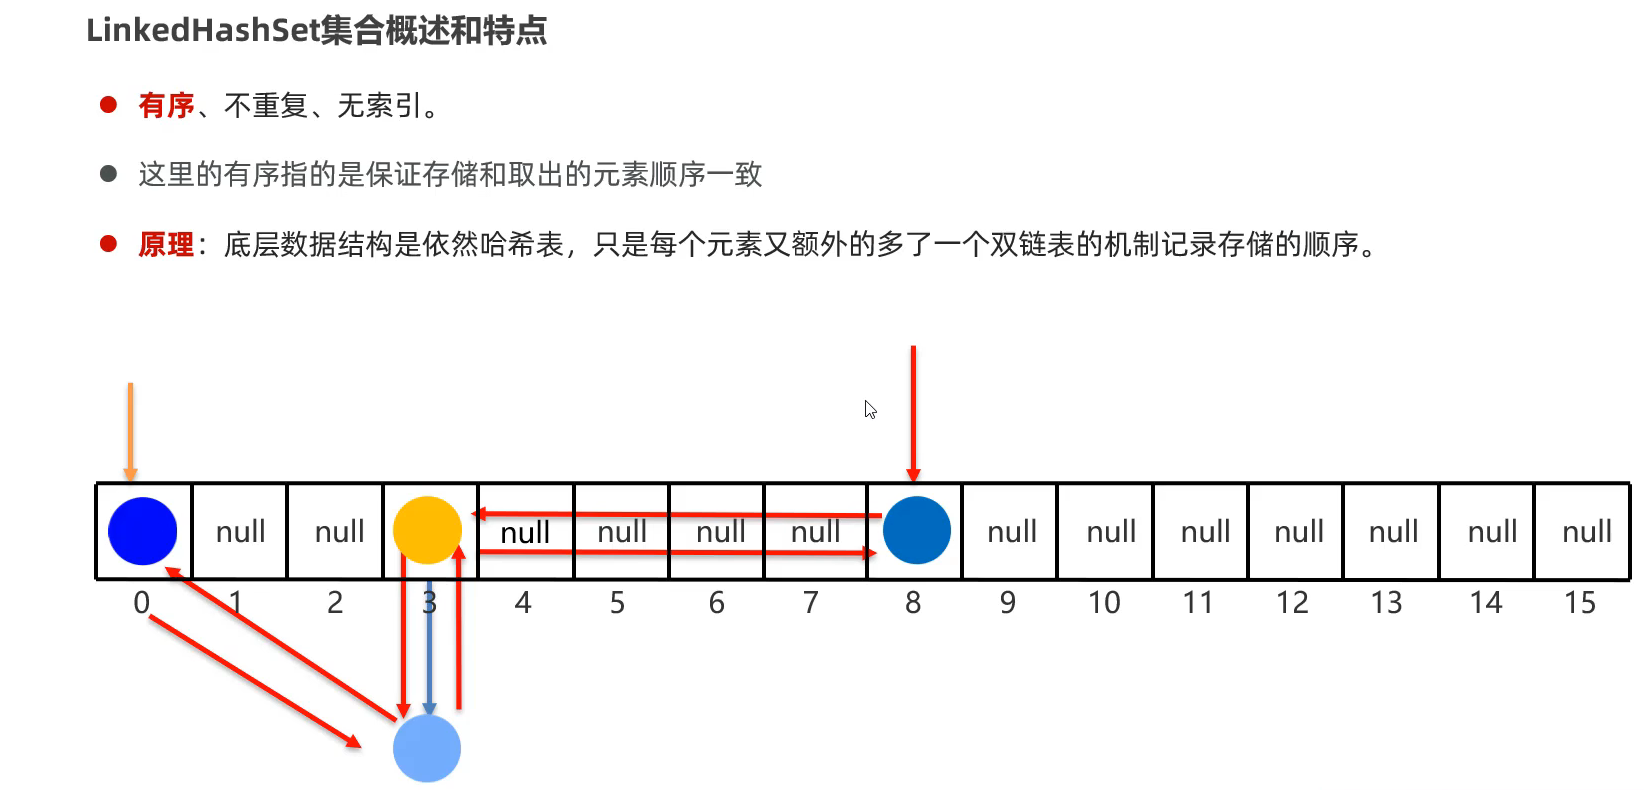 LinkedHashSet集合概述和特点
有序、不重复、无索引。
这里的有序指的是保证存储和取出的元素顺序一致
原理：底层数据结构是依然哈希表，只是每个元素又额外的多了一个双链表的机制记录存储的顺序。
null null null null null null null null null null null null null
0 1 2 3 4 5 6 7 8 9 10 11 12 13 14 15